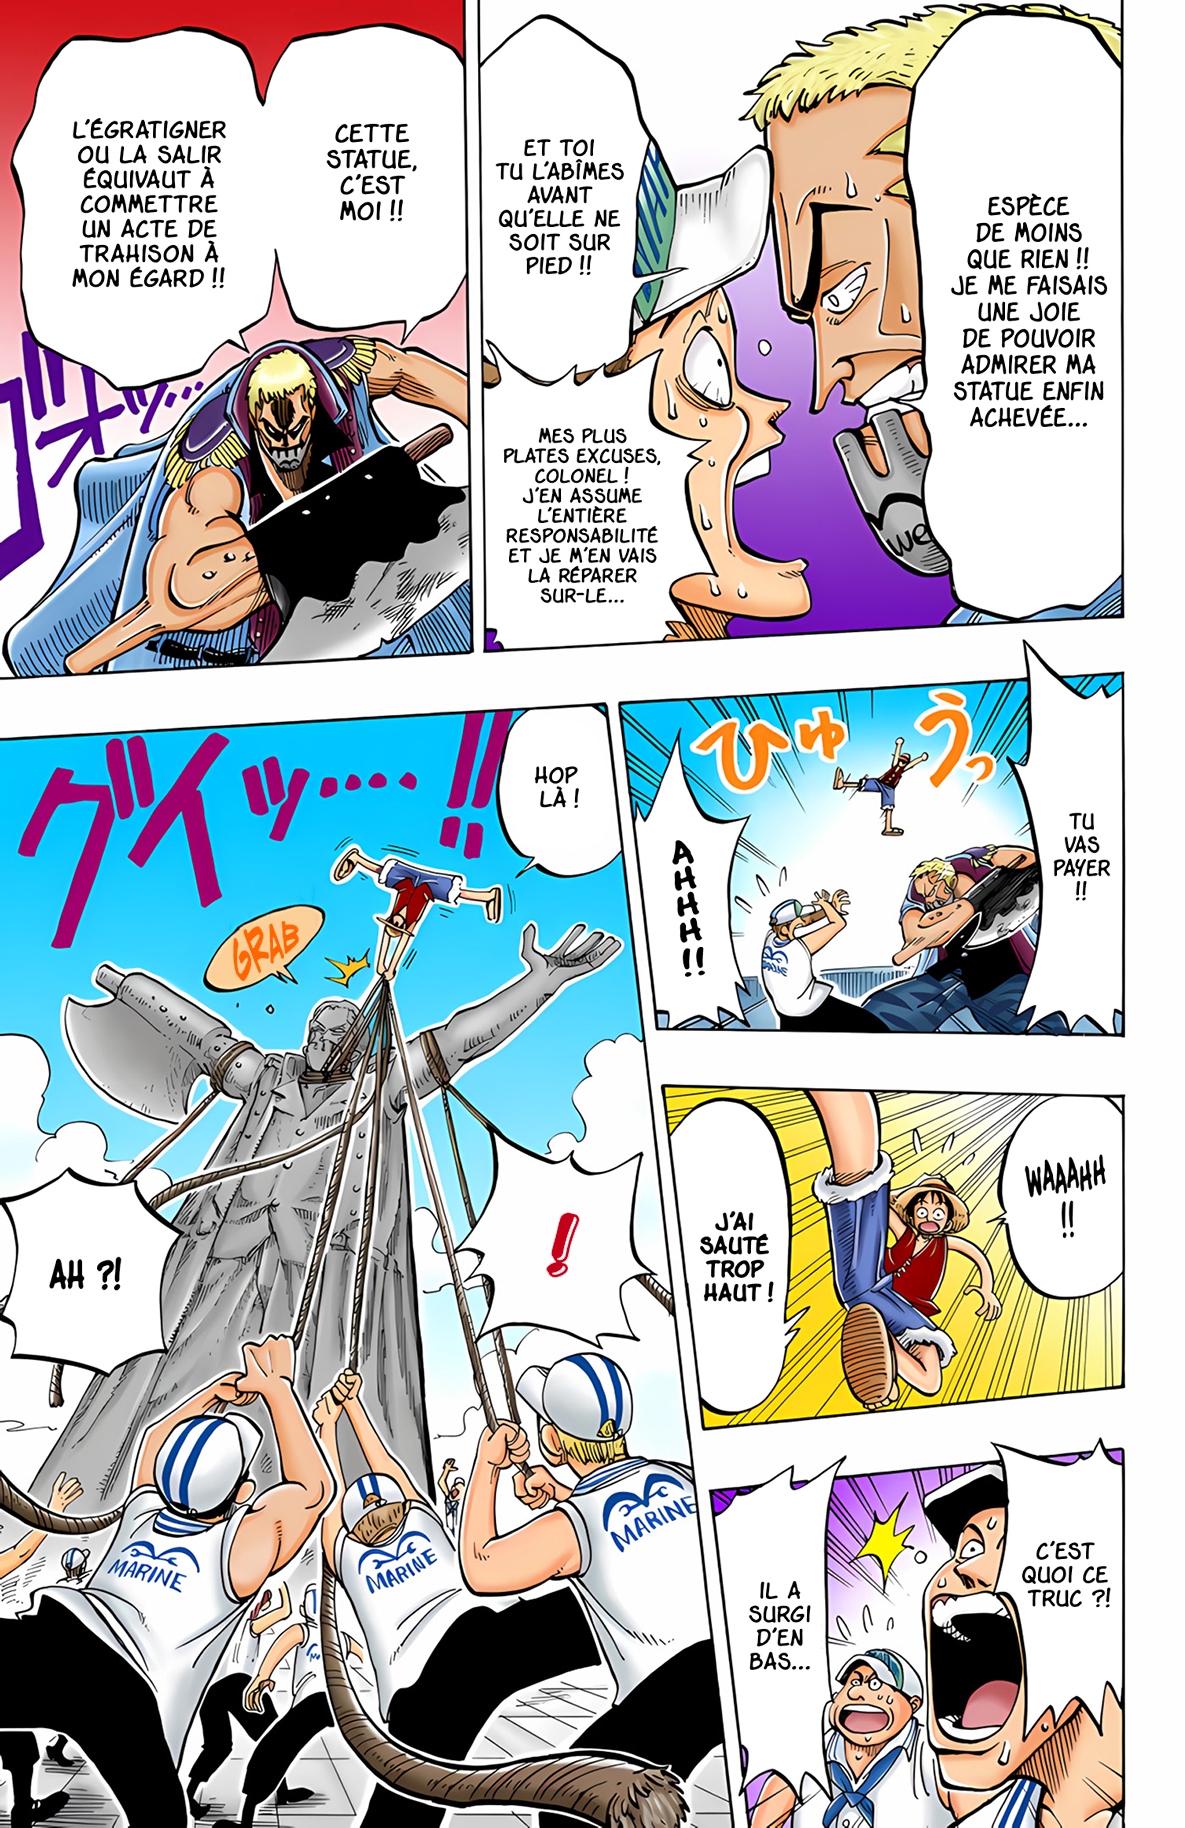 ESPÈCE
DE MOINS
QUE RIEN !!
JE ME FAISAIS
UNE JOIE
DE POUVOIR
ADMIRER MA
STATUE ENFIN
ACHEVÉE...
ET TOI
TU L'ABÎMES
AVANT
QU'ELLE NE
SOIT SUR
PIED !!
MES PLUS
PLATES EXCUSES,
COLONEL !
J'EN ASSUME
L'ENTIÈRE
RESPONSABILITÉ
ET JE M'EN VAIS
LA RÉPARER
SUR-LE...
CETTE
STATUE,
C'EST
MOI !!
L'ÉGRATIGNER
OU LA SALIR
ÉQUIVAUT À
COMMETTRE
UN ACTE DE
TRAHISON À
MON ÉGARD !!
TU
VAS
PAYER
!!
ひゅうっ
AHHH!!
MARINE
WAAAHH
!!
J'AI
SAUTÉ
TROP
HAUT !
C'EST
QUOI CE
TRUC ?!
IL A
SURGI
D'EN
BAS...
HOP
LÀ !
グイッ....!!
GRAB
!
AH ?!
MARINE
MARINE
MARINE